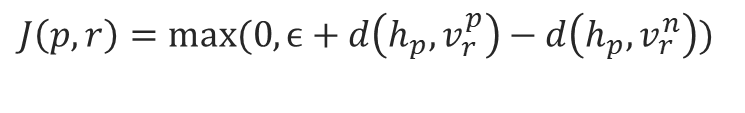 J(p, r) = max(0, ϵ + d(h_p, v_r^p) − d(h_p, v_r^n))